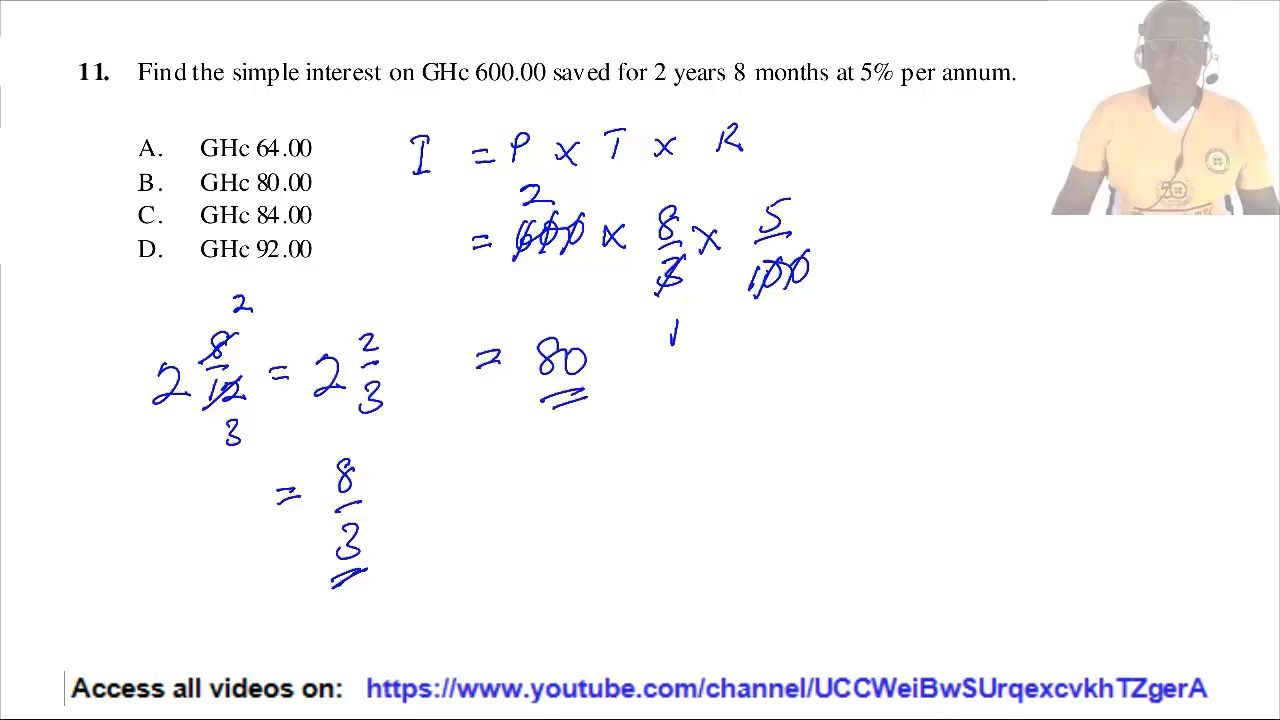 11. Find the simple interest on GHc 600.00 saved for 2 years 8 months at 5% per annum.
A. GHc 64.00
B. GHc 80.00
C. GHc 84.00
D. GHc 92.00
I = P × T × R
2
= 600 × 8/3 × 5/100
1
= 80
2
2 8/12 = 2 2/3
3
= 8/3
Access all videos on: https://www.youtube.com/channel/UCCWeiBwSUrqexcvkhTZgerA